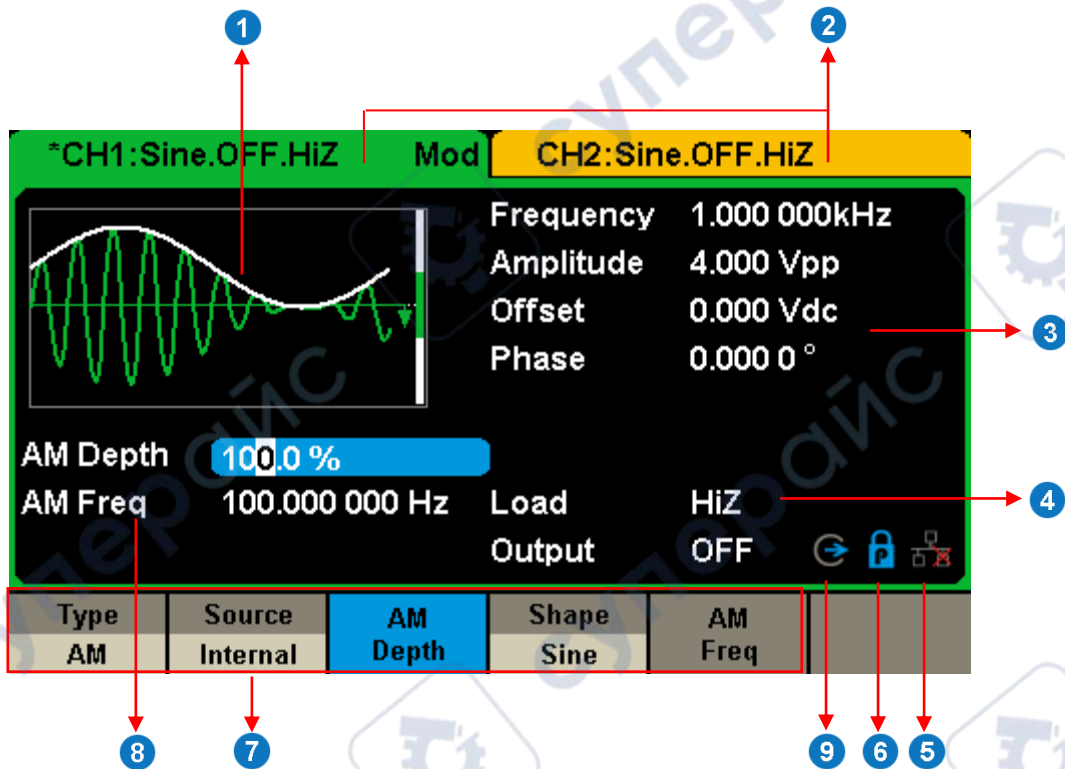 1
2
*CH1:Sine.OFF.HiZ Mod
CH2:Sine.OFF.HiZ
Frequency 1.000 000kHz
Amplitude 4.000 Vpp
Offset 0.000 Vdc
Phase 0.000 0 °
3
AM Depth 100.0 %
AM Freq 100.000 000 Hz
Load HiZ
4
Output OFF
P
Type
AM
Source
Internal
AM
Depth
Shape
Sine
AM
Freq
8
7
9
6
5
суперайс